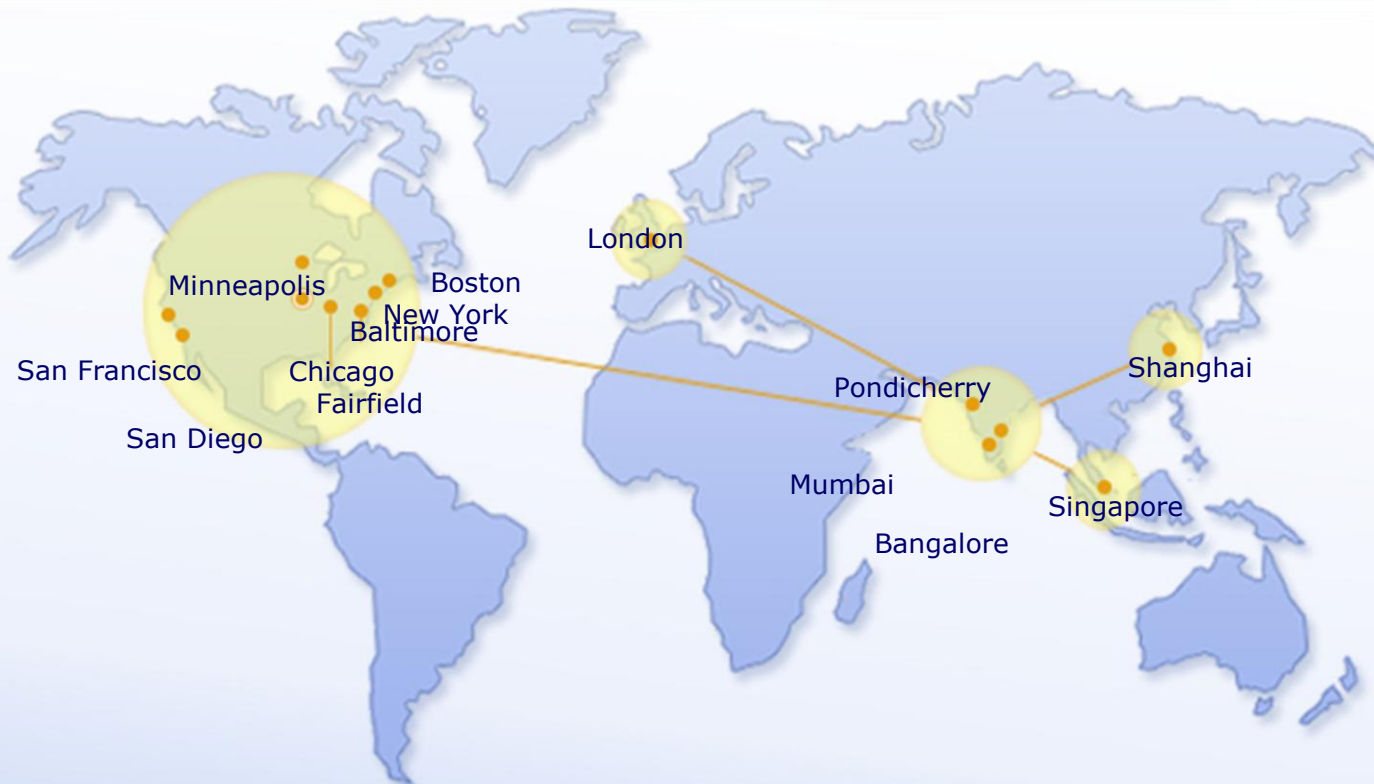 London
Minneapolis
Boston
New York
Baltimore
San Francisco
Chicago
Fairfield
San Diego
Pondicherry
Shanghai
Mumbai
Singapore
Bangalore